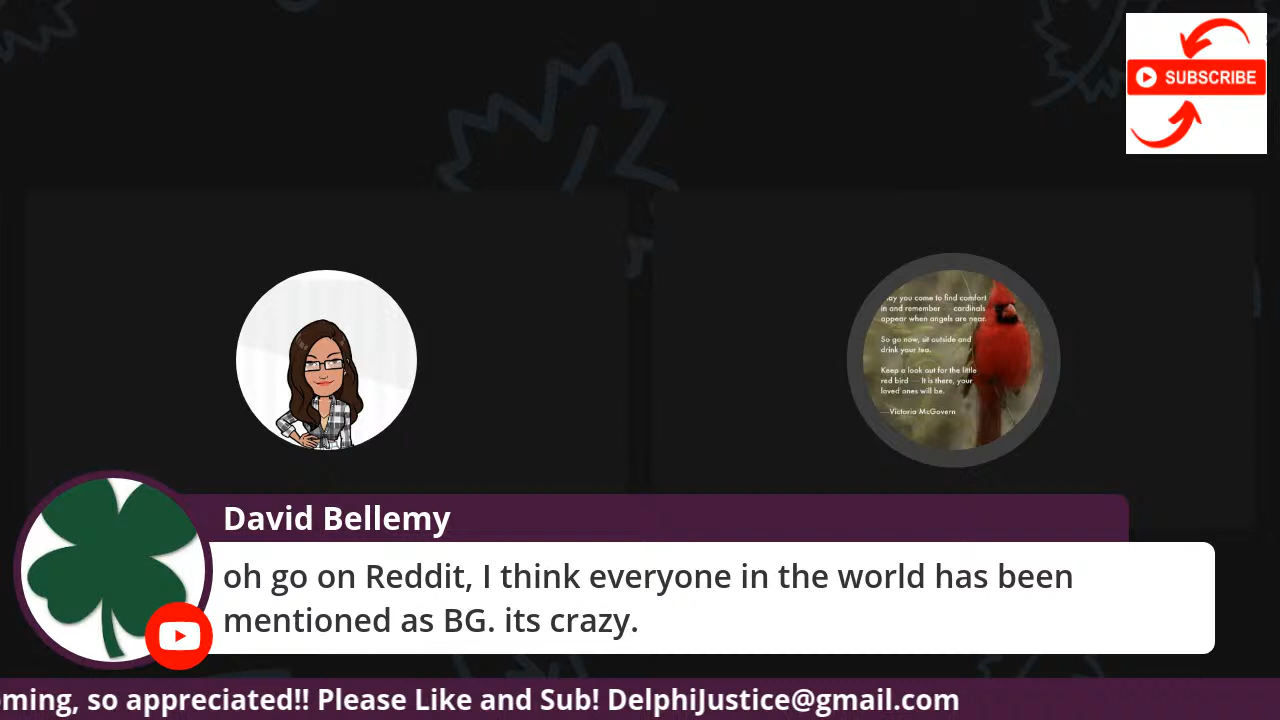 SUBSCRIBE
ay you come to find comfort
in and remember cardinals
appear when angels are near.
So go now, sit outside and
drink your tea.
Keep a look out for the little
red bird — It is there, your
loved ones will be.
—Victoria McGovern
David Bellemy
oh go on Reddit, I think everyone in the world has been
mentioned as BG. its crazy.
oming, so appreciated!! Please Like and Sub! DelphiJustice@gmail.com